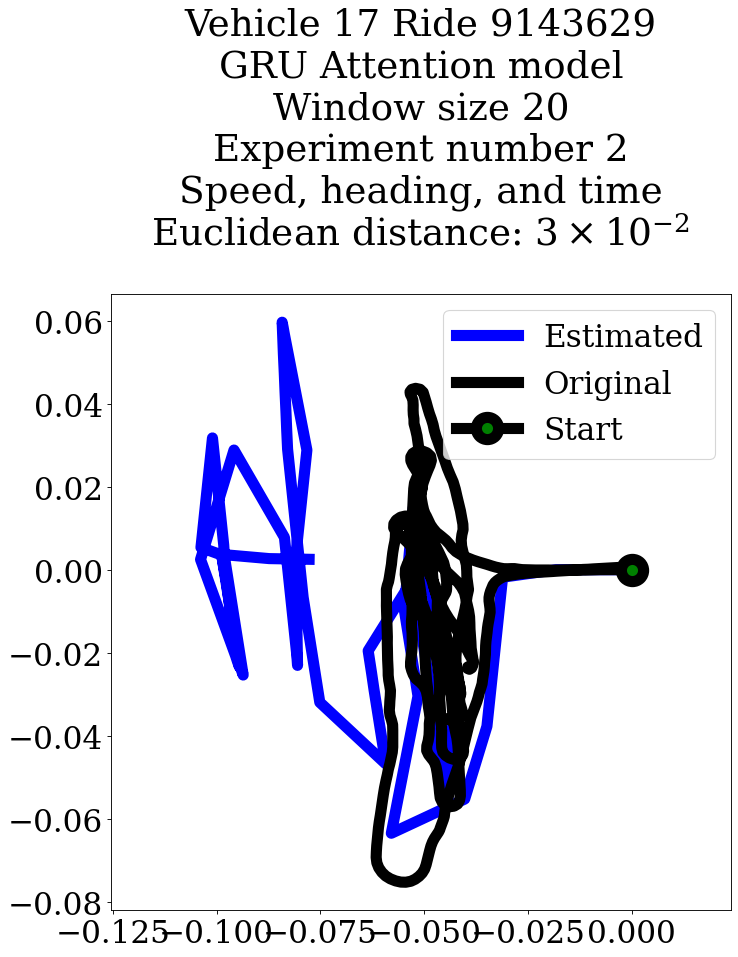 Vehicle 17 Ride 9143629
GRU Attention model
Window size 20
Experiment number 2
Speed, heading, and time
Euclidean distance: 3 × 10⁻²
Estimated
Original
Start
0.06
0.04
0.02
0.00
−0.02
−0.04
−0.06
−0.08
−0.125 −0.100 −0.075 −0.050 −0.025 0.000